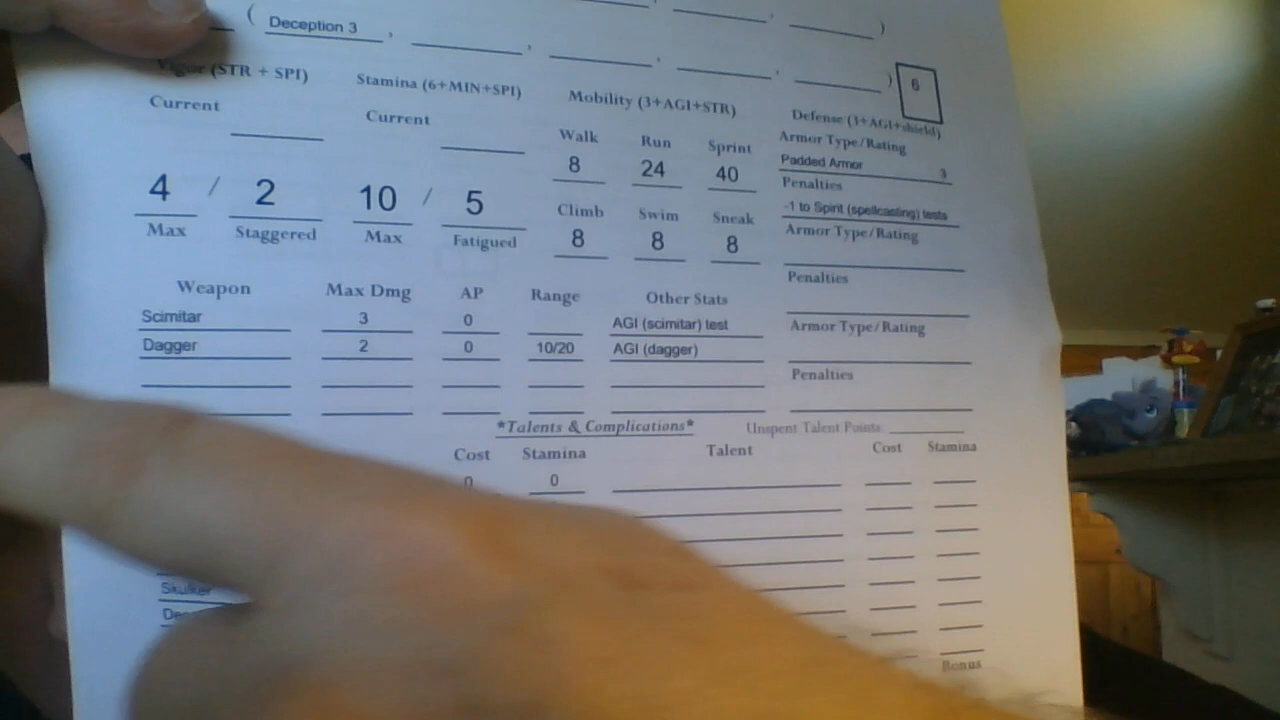 ( Deception 3 , , , , ) 6
Vigor (STR + SPI) Stamina (6+MIN+SPI) Mobility (3+AGI+STR) Defense (3+AGI+shield)
Current Current Walk Run Sprint Armor Type/Rating
8 24 40 Padded Armor 3
4 / 2 10 / 5 Penalties
Climb Swim Sneak -1 to Spirit (spellcasting) tests
Max Staggered Max Fatigued 8 8 8 Armor Type/Rating
Penalties
Weapon Max Dmg AP Range Other Stats
Scimitar 3 0 AGI (scimitar) test Armor Type/Rating
Dagger 2 0 10/20 AGI (dagger)
Penalties
*Talents & Complications* Unspent Talent Points:
Cost Stamina Talent Cost Stamina
0 0
Skulker
Bonus